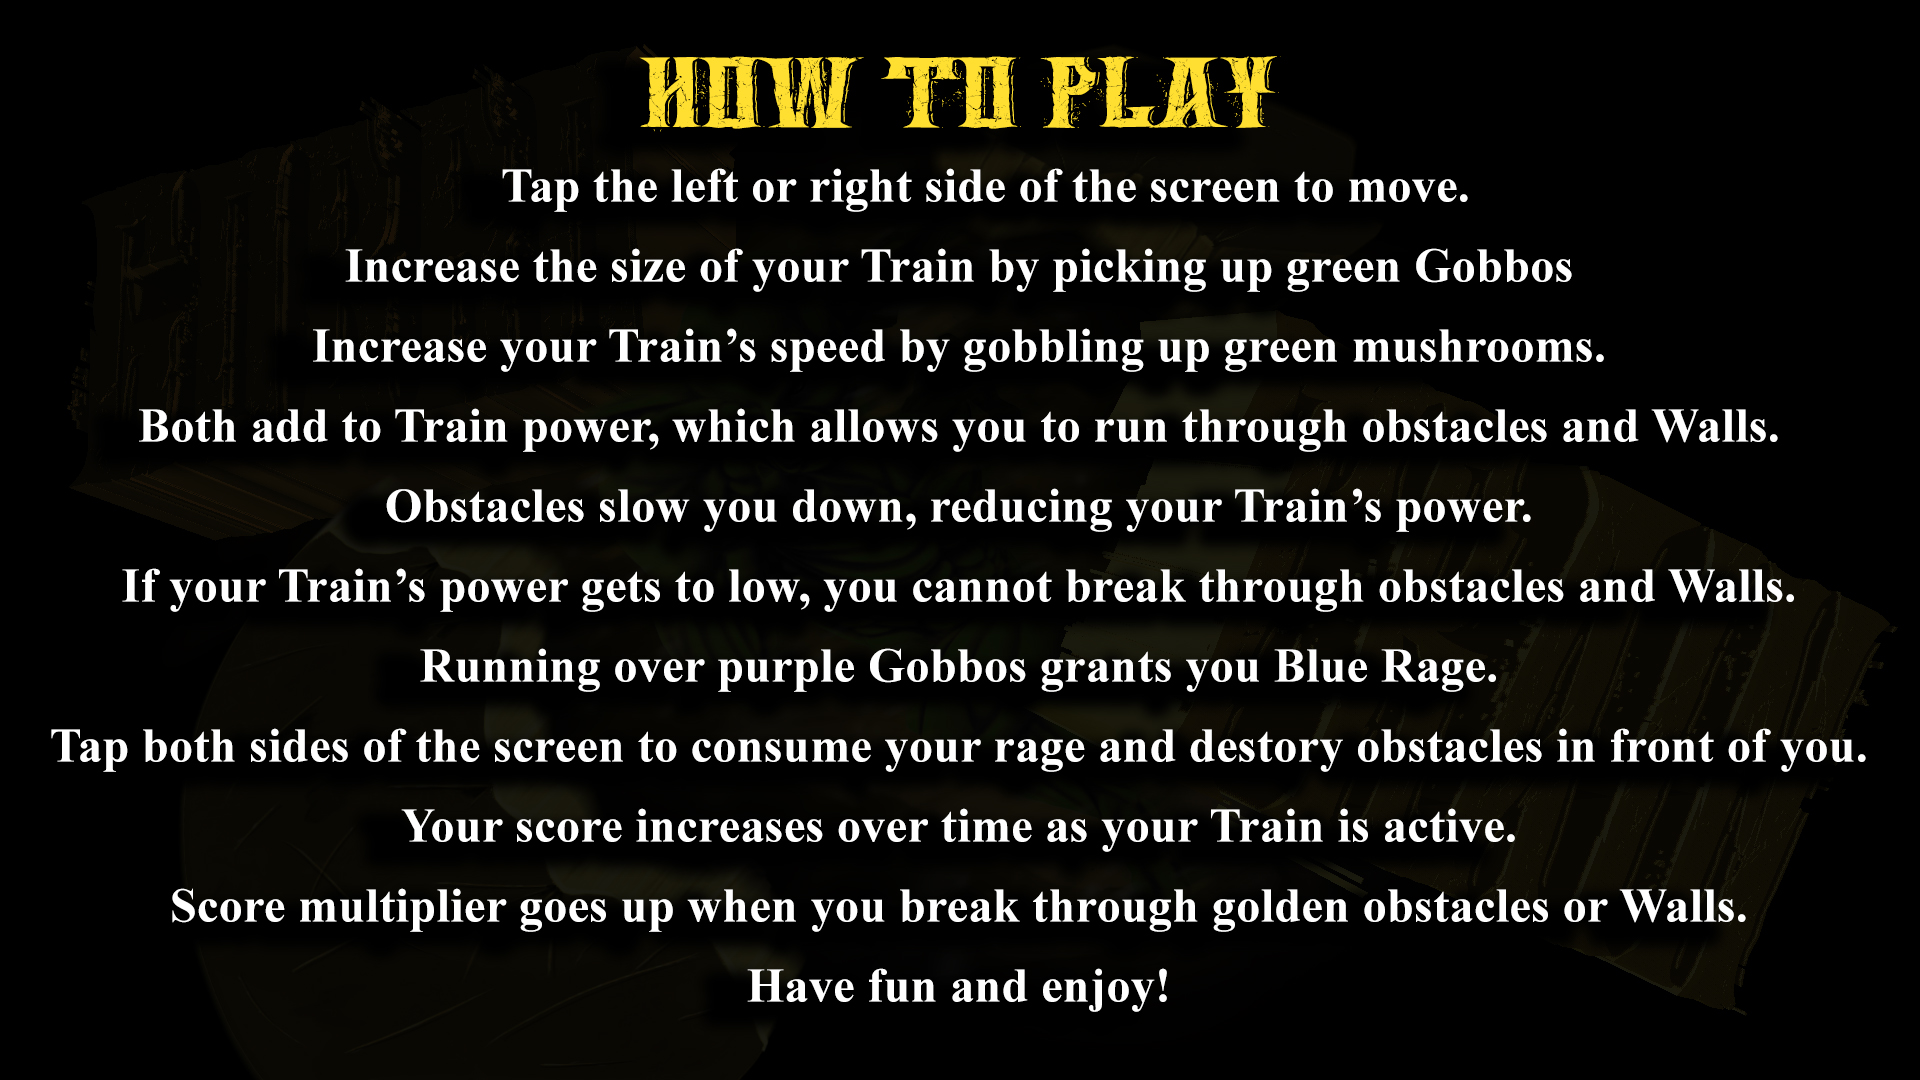 HOW TO PLAY
Tap the left or right side of the screen to move.
Increase the size of your Train by picking up green Gobbos
Increase your Train’s speed by gobbling up green mushrooms.
Both add to Train power, which allows you to run through obstacles and Walls.
Obstacles slow you down, reducing your Train’s power.
If your Train’s power gets to low, you cannot break through obstacles and Walls.
Running over purple Gobbos grants you Blue Rage.
Tap both sides of the screen to consume your rage and destory obstacles in front of you.
Your score increases over time as your Train is active.
Score multiplier goes up when you break through golden obstacles or Walls.
Have fun and enjoy!